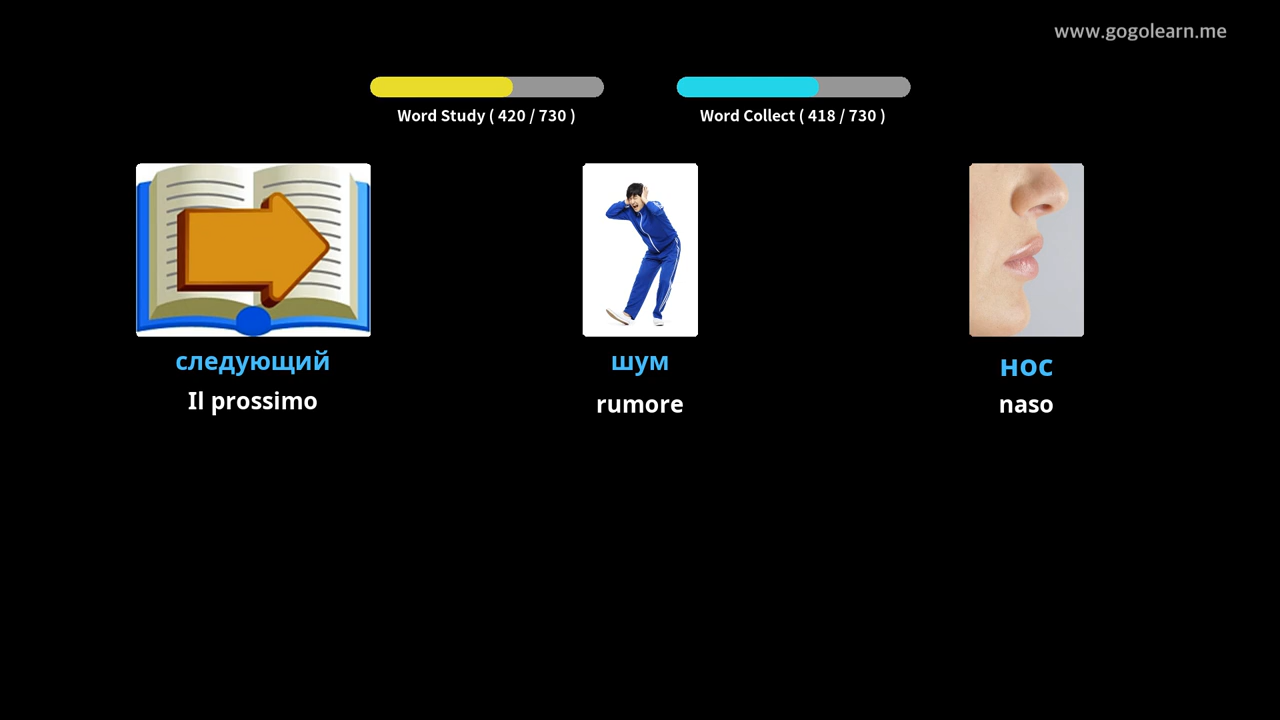 www.gogolearn.me
Word Study ( 420 / 730 )
Word Collect ( 418 / 730 )
следующий
Il prossimo
шум
rumore
нос
naso